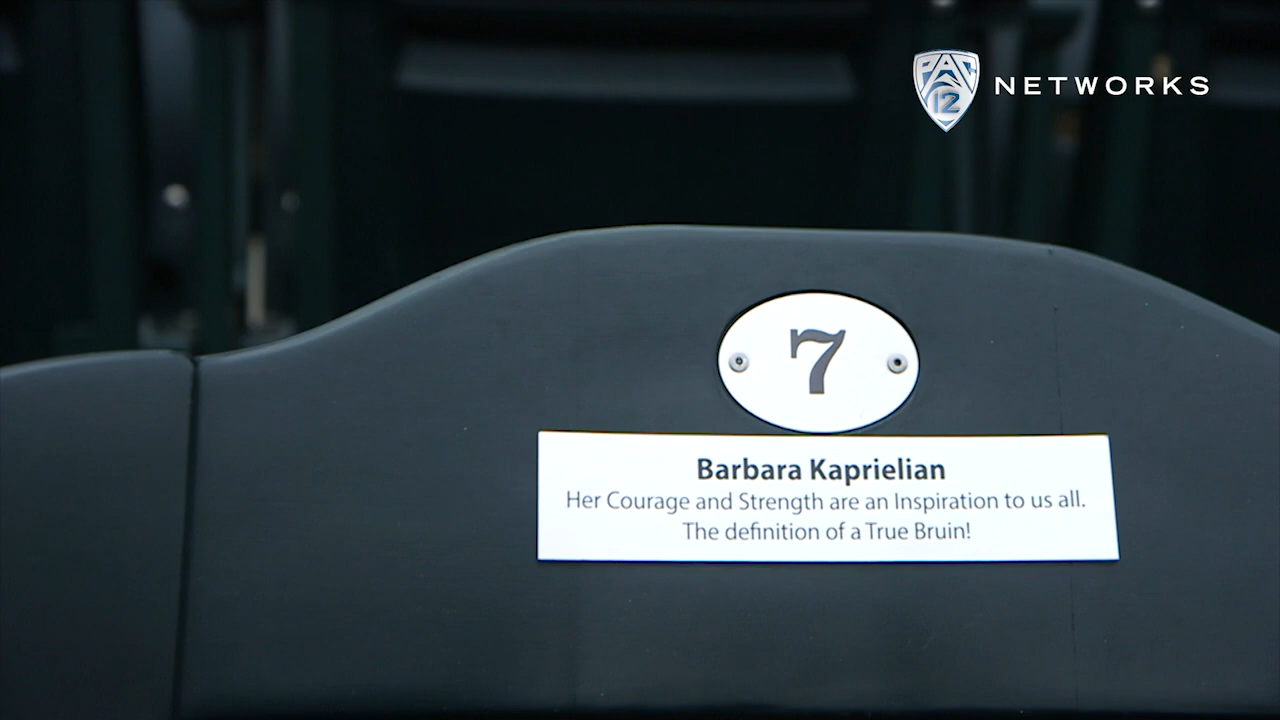 PAC 12 NETWORKS
7
Barbara Kaprielian
Her Courage and Strength are an Inspiration to us all.
The definition of a True Bruin!